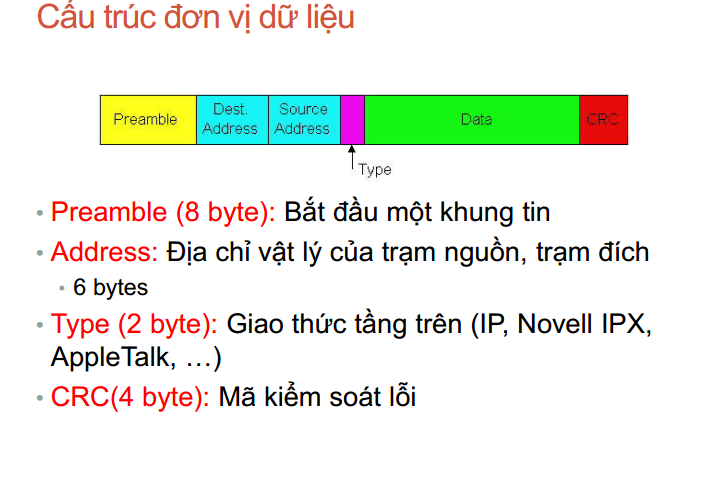 Cấu trúc đơn vị dữ liệu
Preamble
Dest.
Address
Source
Address
Data
CRC
Type
• Preamble (8 byte): Bắt đầu một khung tin
• Address: Địa chỉ vật lý của trạm nguồn, trạm đích
• 6 bytes
• Type (2 byte): Giao thức tầng trên (IP, Novell IPX,
AppleTalk, …)
• CRC(4 byte): Mã kiểm soát lỗi